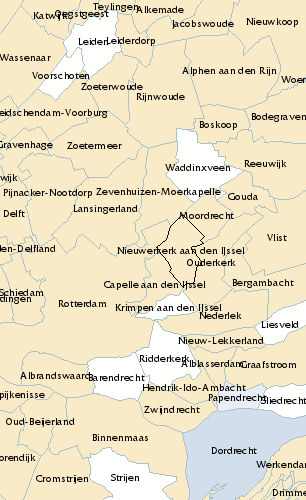 Teylingen
Katwijk
Oegstgeest
Alkemade
Jacobswoude
Nieuwkoop
Leiden
Leiderdorp
Wassenaar
Voorschoten
Alphen aan den Rijn
Zoeterwoude
Woer
Rijnwoude
eidschendam-Voorburg
Boskoop
Bodegraven
Gravenhage
Zoetermeer
Waddinxveen
Reeuwijk
wijk
Pijnacker-Nootdorp
Zevenhuizen-Moerkapelle
Gouda
Delft
Lansingerland
Moordrecht
Vlist
en-Delfland
Nieuwerkerk aan den IJssel
Ouderkerk
Schiedam
dingen
Capelle aan den IJssel
Bergambacht
Rotterdam
Krimpen aan den IJssel
Nederlek
Liesveld
Nieuw-Lekkerland
Ridderkerk
Alblasserdam
Graafstroom
Albrandswaard
Barendrecht
Hendrik-Ido-Ambacht
pijkenisse
Papendrecht
Sliedrecht
Zwijndrecht
Oud-Beijerland
Binnenmaas
Dordrecht
orendijk
Werkendam
Cromstrijen
Strijen
Drimme